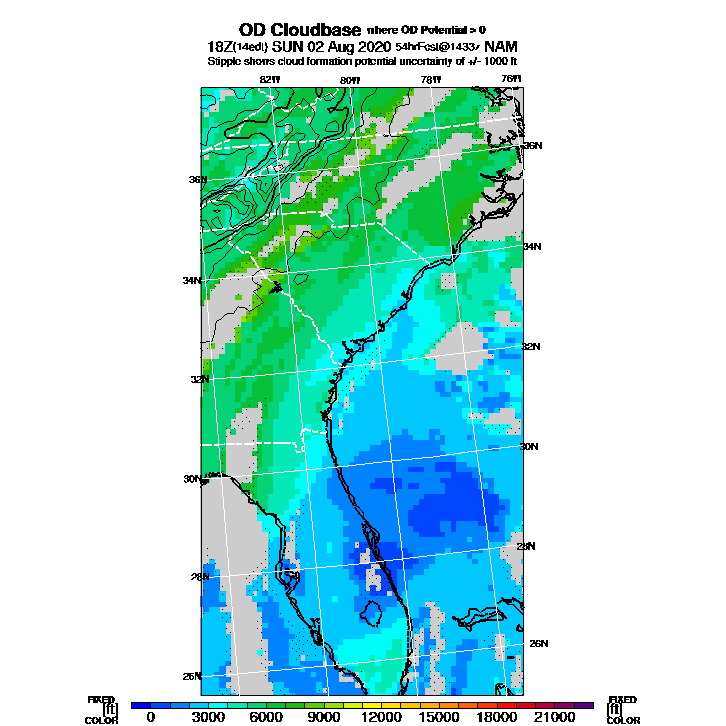 OD Cloudbase where OD Potential > 0
18Z(14edt) SUN 02 Aug 2020 54hrFcst@1433z NAM
Stipple shows cloud formation potential uncertainty of +/- 1000 ft
82W 80W 78W 76W
36N 36N
34N 34N
32N 32N
30N 30N
28N 28N
26N 26N
FIXED FIXED
[ft] 0 3000 6000 9000 12000 15000 18000 21000 [ft]
COLOR COLOR